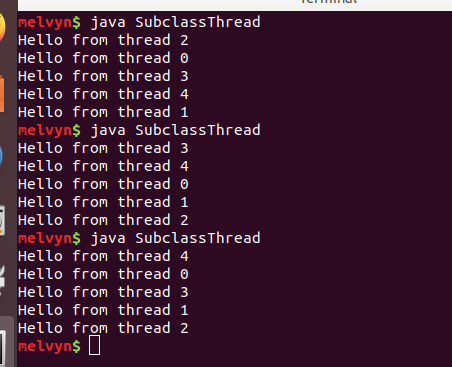 Terminal
melvyn$ java SubclassThread
Hello from thread 2
Hello from thread 0
Hello from thread 3
Hello from thread 4
Hello from thread 1
melvyn$ java SubclassThread
Hello from thread 3
Hello from thread 4
Hello from thread 0
Hello from thread 1
Hello from thread 2
melvyn$ java SubclassThread
Hello from thread 4
Hello from thread 0
Hello from thread 3
Hello from thread 1
Hello from thread 2
melvyn$